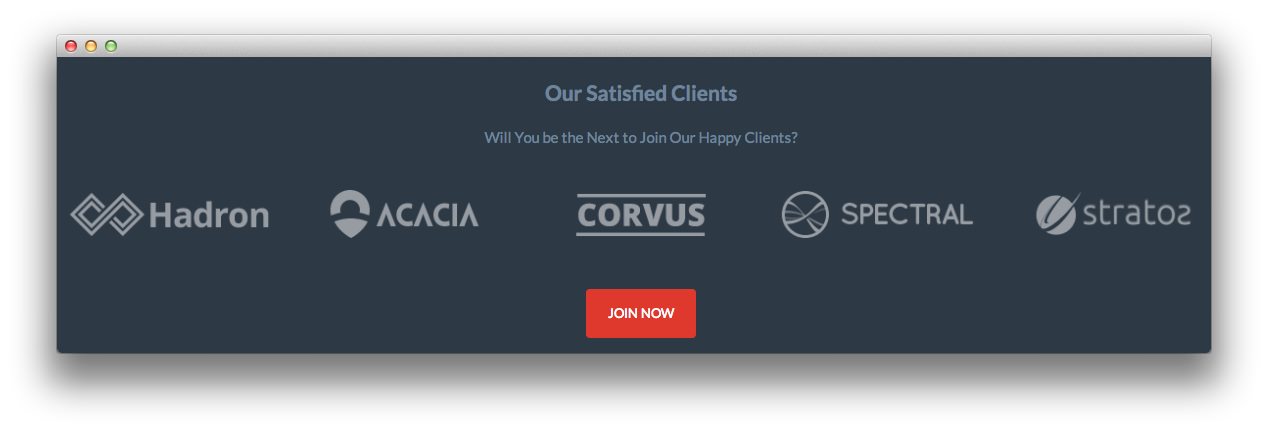 Our Satisfied Clients
Will You be the Next to Join Our Happy Clients?
Hadron ACACIA CORVUS SPECTRAL stratos
JOIN NOW